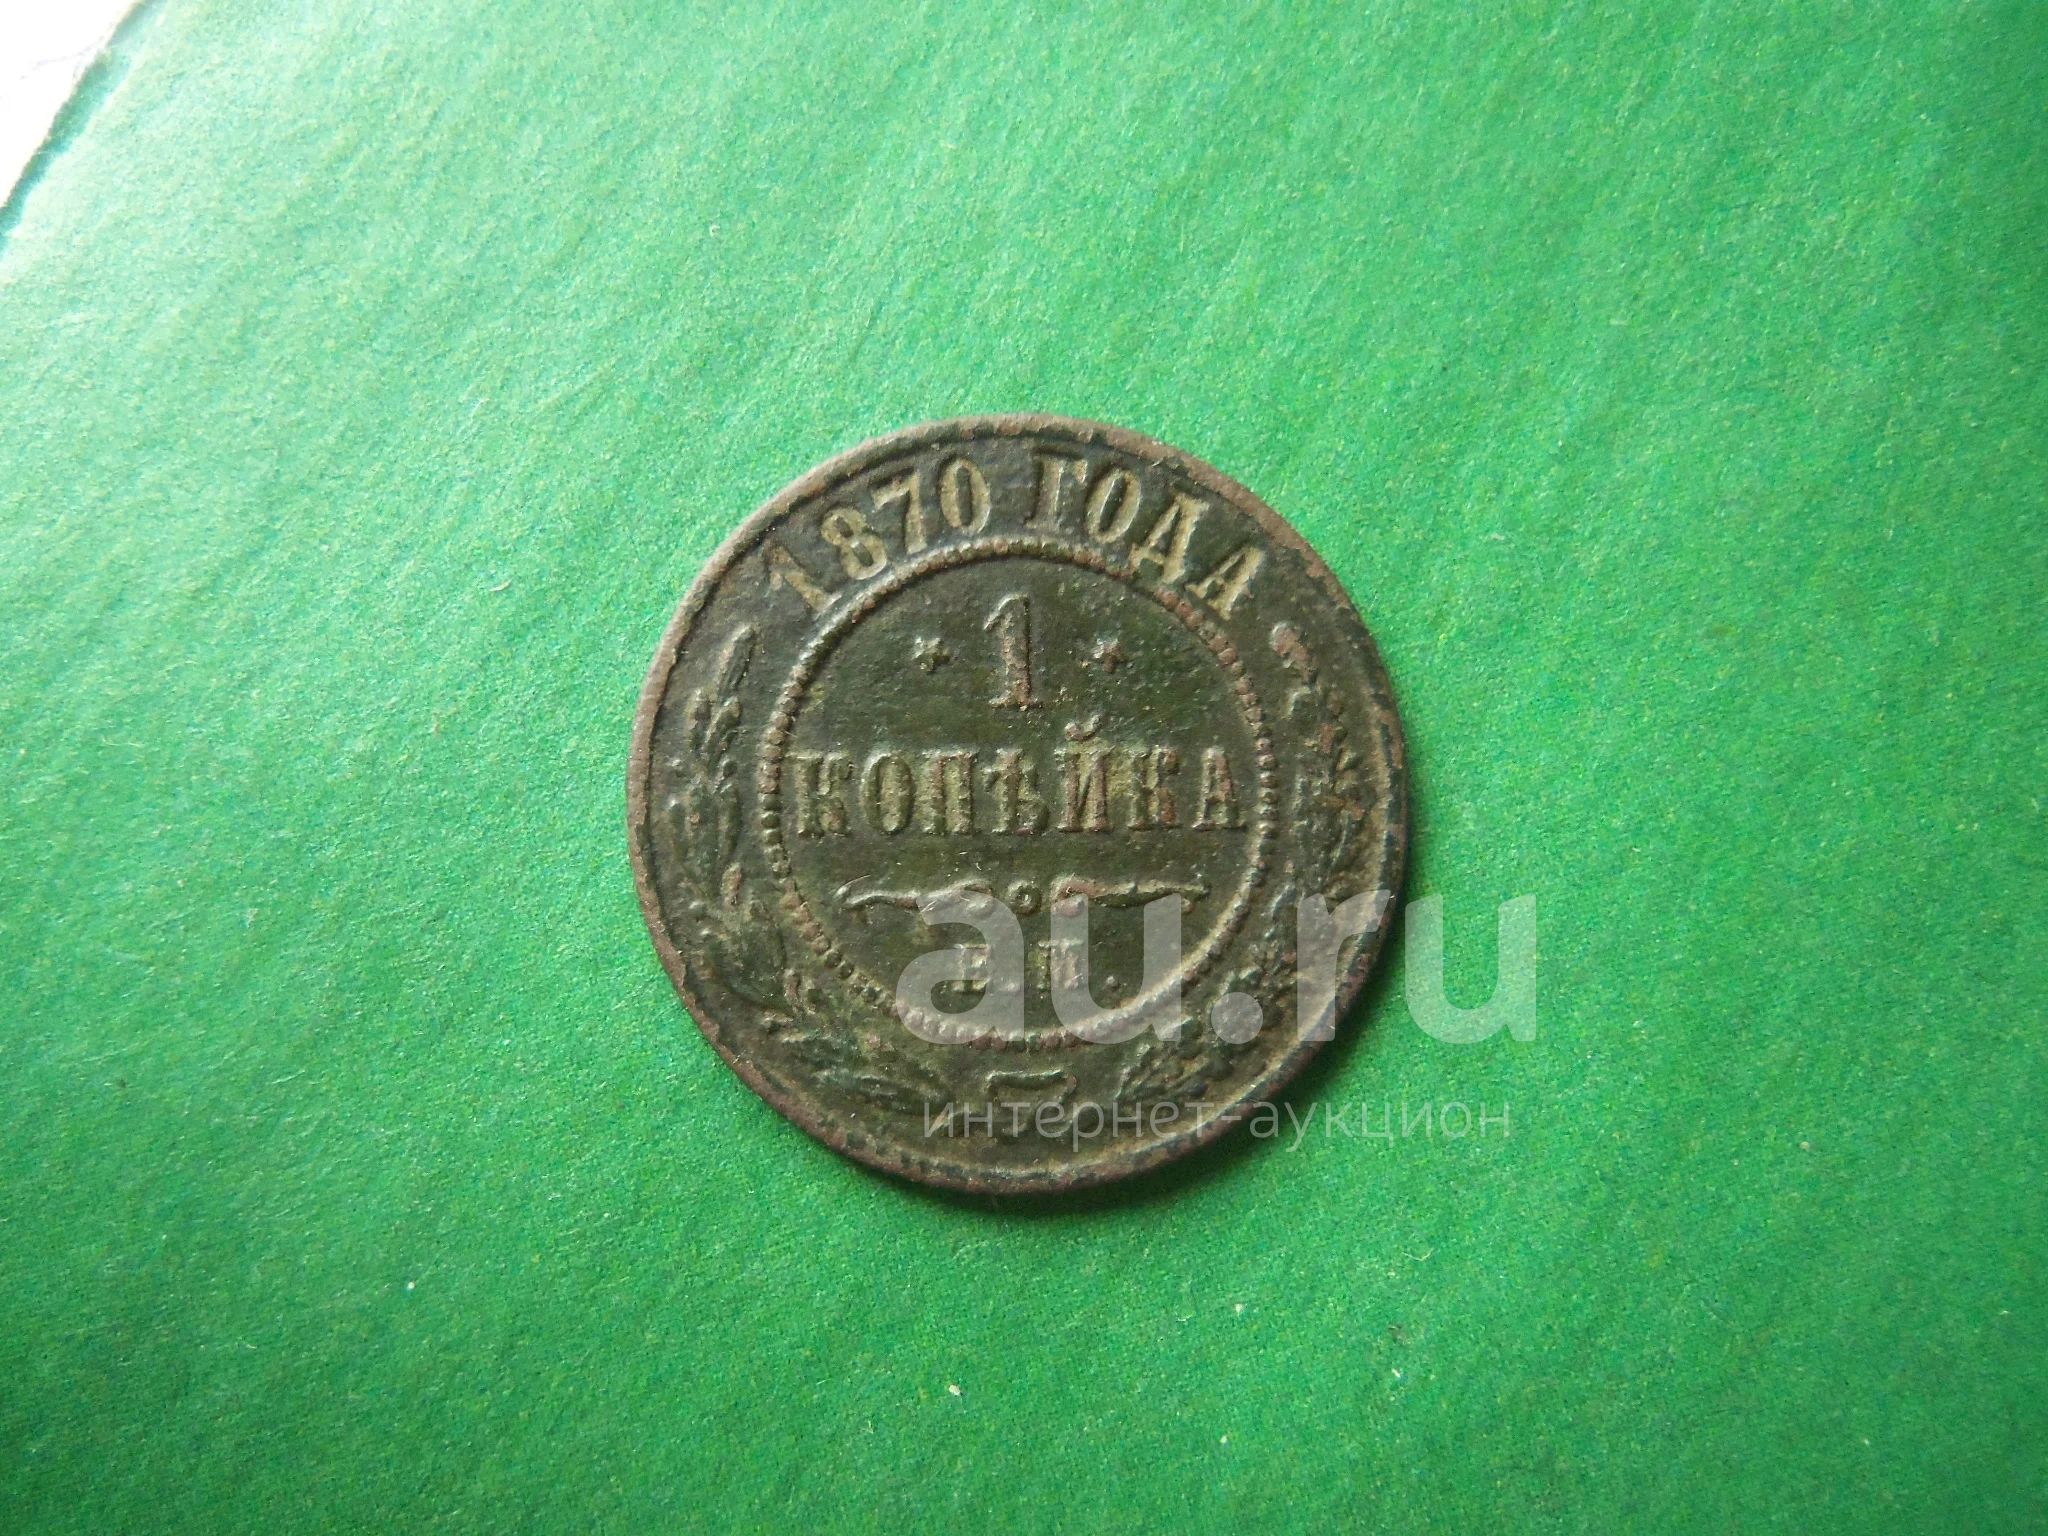 1870 ГОДА
* 1 *
КОПѢЙКА
Е.М.
au.ru
интернет-аукцион